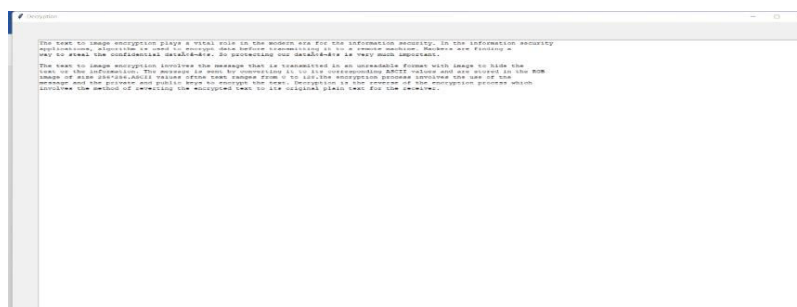 Decryption
The text to image encryption plays a vital role in the modern era for the information security. In the information security
applications, algorithm is used to encrypt data before transmitting it to a remote machine. Hackers are finding a
way to steal the confidential So protecting our is very much important.
The text to image encryption involves the message that is transmitted in an unreadable format with image to hide the
text or the information. The message is sent by converting it to its corresponding ASCII values and are stored in the RGB
image of size values ofthe text ranges from 0 to encryption process involves the use of the
message and the private and public keys to encrypt the text. Decryption is the reverse of the encryption process which
involves the method of reverting the encrypted text to its original plain text for the receiver.